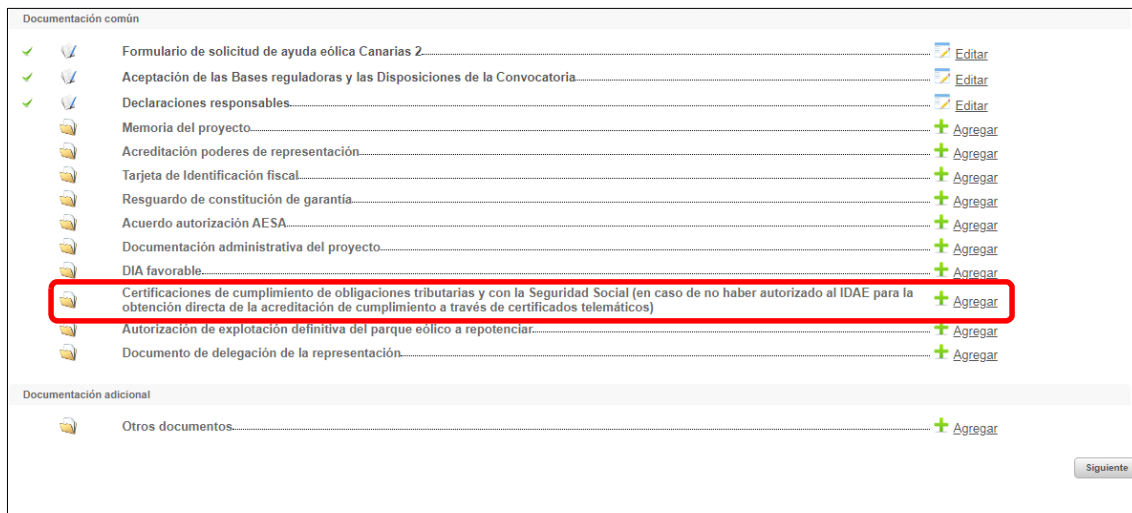 Documentación común
Formulario de solicitud de ayuda eólica Canarias 2 Editar
Aceptación de las Bases reguladoras y las Disposiciones de la Convocatoria Editar
Declaraciones responsables Editar
Memoria del proyecto Agregar
Acreditación poderes de representación Agregar
Tarjeta de Identificación fiscal Agregar
Resguardo de constitución de garantía Agregar
Acuerdo autorización AESA Agregar
Documentación administrativa del proyecto Agregar
DIA favorable Agregar
Certificaciones de cumplimiento de obligaciones tributarias y con la Seguridad Social (en caso de no haber autorizado al IDAE para la
obtención directa de la acreditación de cumplimiento a través de certificados telemáticos) Agregar
Autorización de explotación definitiva del parque eólico a repotenciar Agregar
Documento de delegación de la representación Agregar
Documentación adicional
Otros documentos Agregar
Siguiente